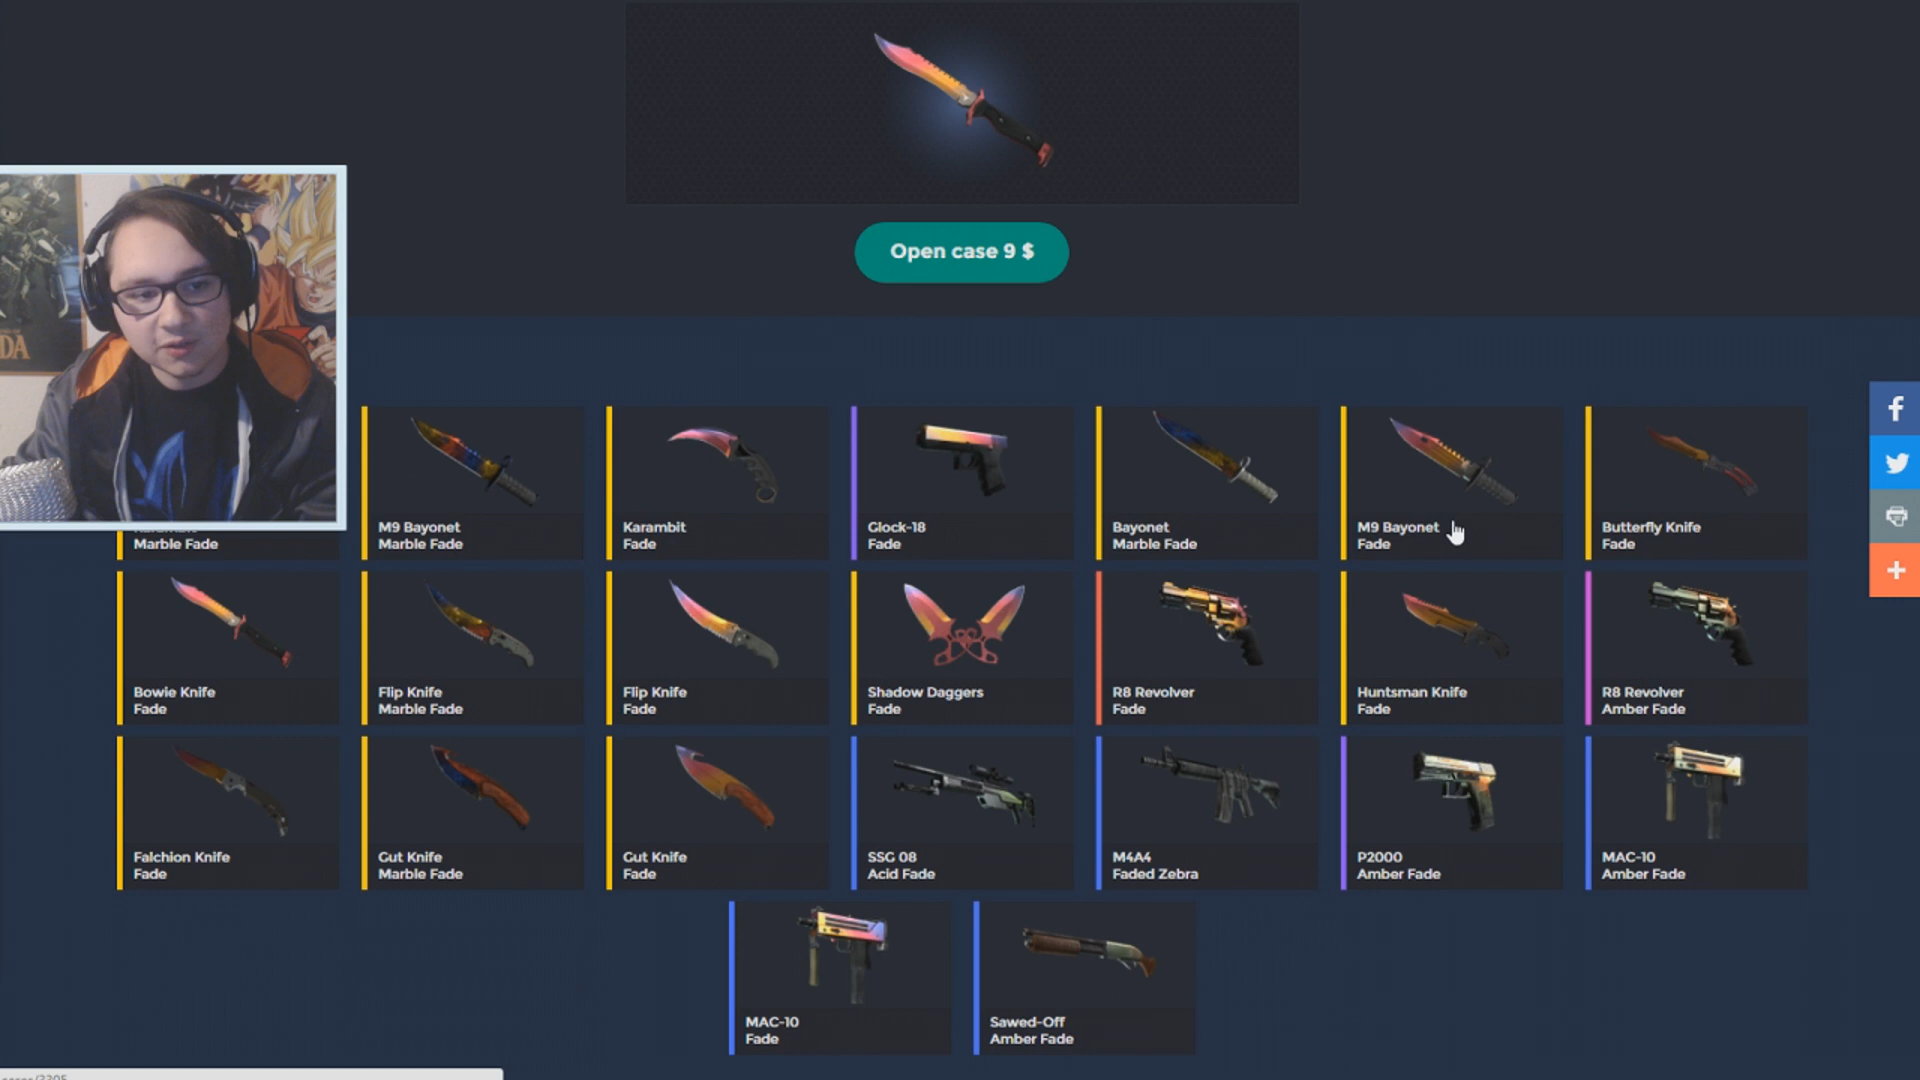 Open case 9 $
DA
Marble Fade
M9 Bayonet
Marble Fade
Karambit
Fade
Glock-18
Fade
Bayonet
Marble Fade
M9 Bayonet
Fade
Butterfly Knife
Fade
Bowie Knife
Fade
Flip Knife
Marble Fade
Flip Knife
Fade
Shadow Daggers
Fade
R8 Revolver
Fade
Huntsman Knife
Fade
R8 Revolver
Amber Fade
Falchion Knife
Fade
Gut Knife
Marble Fade
Gut Knife
Fade
SSG 08
Acid Fade
M4A4
Faded Zebra
P2000
Amber Fade
MAC-10
Amber Fade
MAC-10
Fade
Sawed-Off
Amber Fade